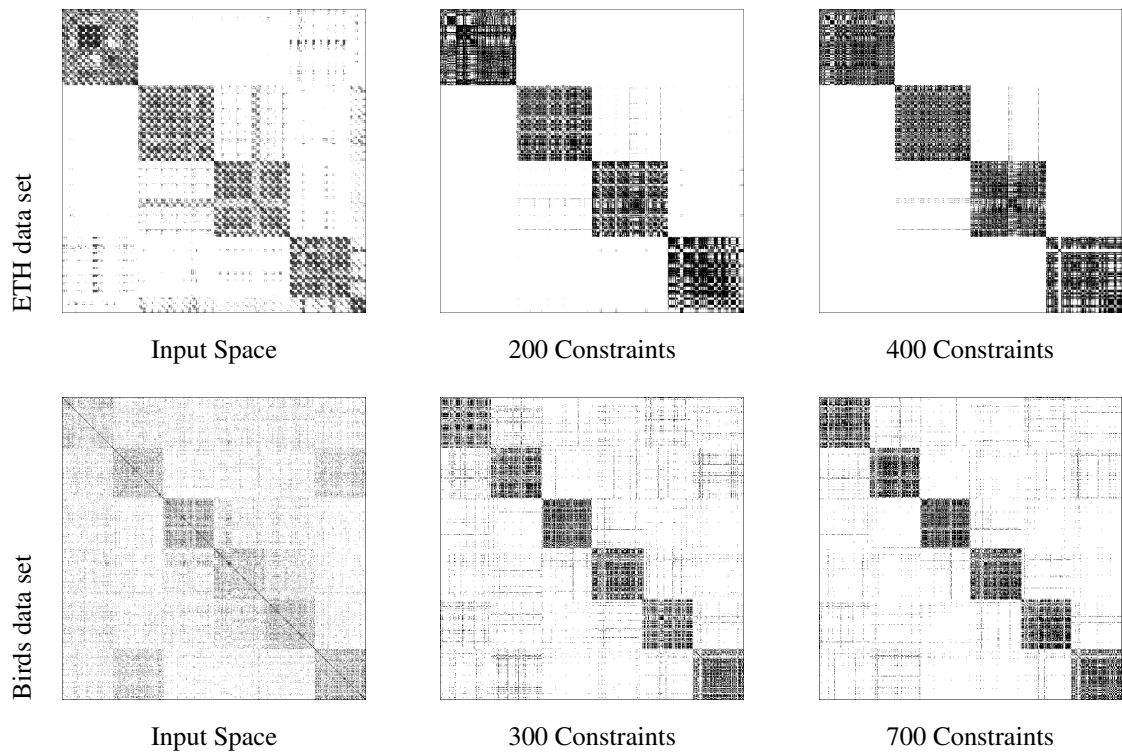 ETH data set
Input Space
200 Constraints
400 Constraints
Birds data set
Input Space
300 Constraints
700 Constraints